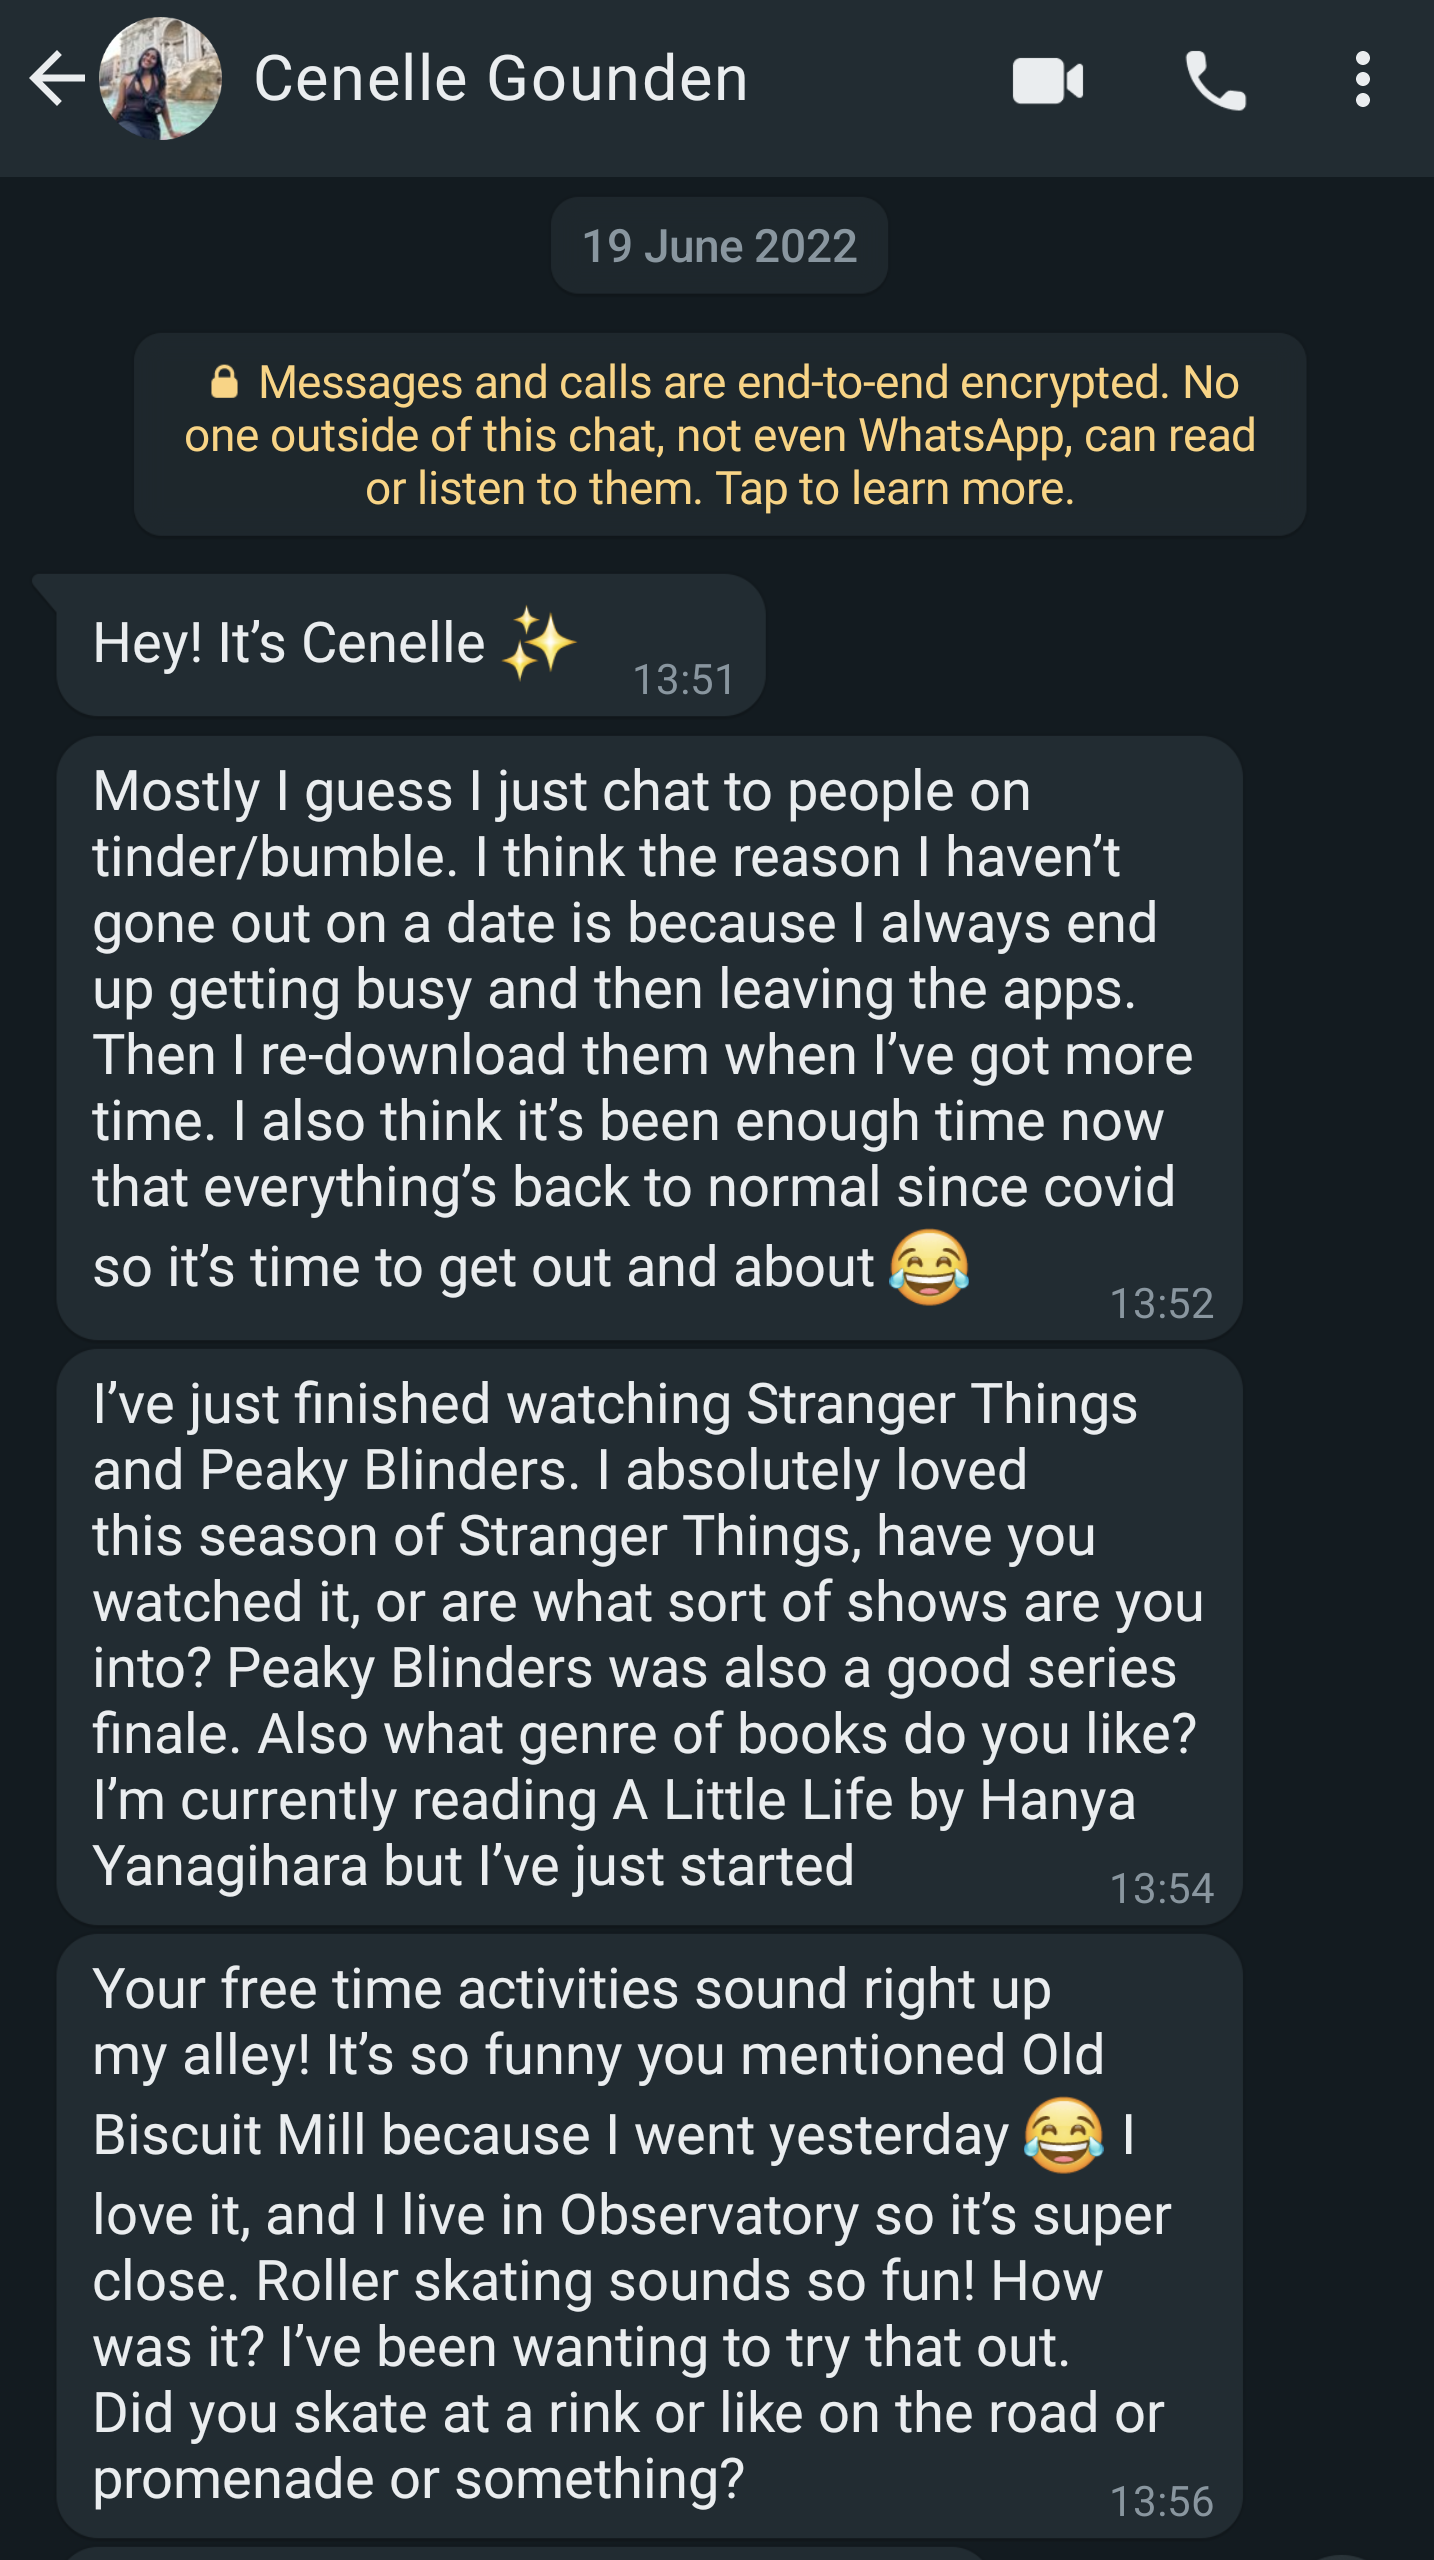 Cenelle Gounden
19 June 2022
🔒 Messages and calls are end-to-end encrypted. No
one outside of this chat, not even WhatsApp, can read
or listen to them. Tap to learn more.
Hey! It’s Cenelle ✨
13:51
Mostly I guess I just chat to people on
tinder/bumble. I think the reason I haven’t
gone out on a date is because I always end
up getting busy and then leaving the apps.
Then I re-download them when I’ve got more
time. I also think it’s been enough time now
that everything’s back to normal since covid
so it’s time to get out and about 😂
13:52
I’ve just finished watching Stranger Things
and Peaky Blinders. I absolutely loved
this season of Stranger Things, have you
watched it, or are what sort of shows are you
into? Peaky Blinders was also a good series
finale. Also what genre of books do you like?
I’m currently reading A Little Life by Hanya
Yanagihara but I’ve just started
13:54
Your free time activities sound right up
my alley! It’s so funny you mentioned Old
Biscuit Mill because I went yesterday 😂 I
love it, and I live in Observatory so it’s super
close. Roller skating sounds so fun! How
was it? I’ve been wanting to try that out.
Did you skate at a rink or like on the road or
promenade or something?
13:56